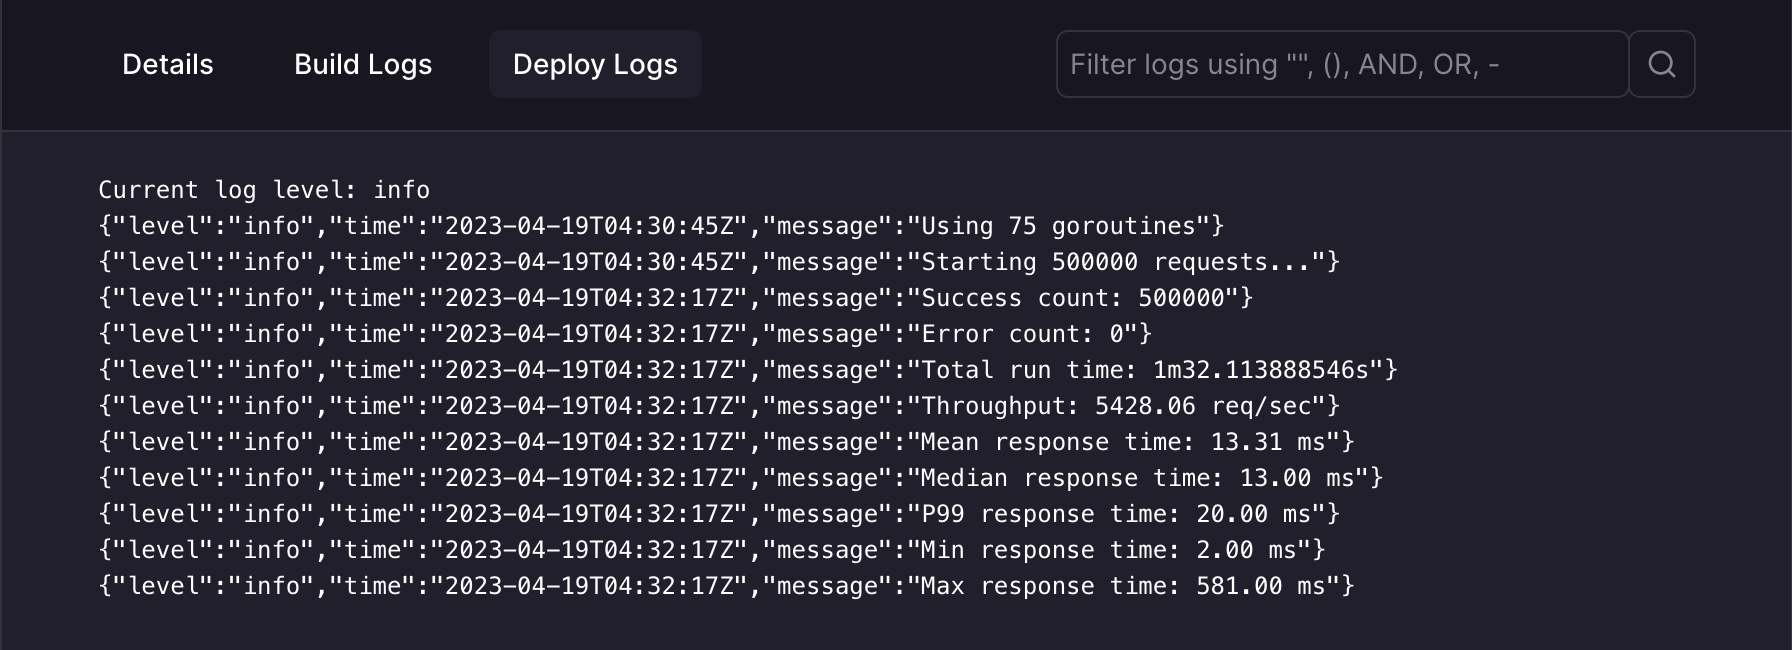 Details Build Logs Deploy Logs Filter logs using "", (), AND, OR, -
Current log level: info
{"level":"info","time":"2023-04-19T04:30:45Z","message":"Using 75 goroutines"}
{"level":"info","time":"2023-04-19T04:30:45Z","message":"Starting 500000 requests..."}
{"level":"info","time":"2023-04-19T04:32:17Z","message":"Success count: 500000"}
{"level":"info","time":"2023-04-19T04:32:17Z","message":"Error count: 0"}
{"level":"info","time":"2023-04-19T04:32:17Z","message":"Total run time: 1m32.113888546s"}
{"level":"info","time":"2023-04-19T04:32:17Z","message":"Throughput: 5428.06 req/sec"}
{"level":"info","time":"2023-04-19T04:32:17Z","message":"Mean response time: 13.31 ms"}
{"level":"info","time":"2023-04-19T04:32:17Z","message":"Median response time: 13.00 ms"}
{"level":"info","time":"2023-04-19T04:32:17Z","message":"P99 response time: 20.00 ms"}
{"level":"info","time":"2023-04-19T04:32:17Z","message":"Min response time: 2.00 ms"}
{"level":"info","time":"2023-04-19T04:32:17Z","message":"Max response time: 581.00 ms"}